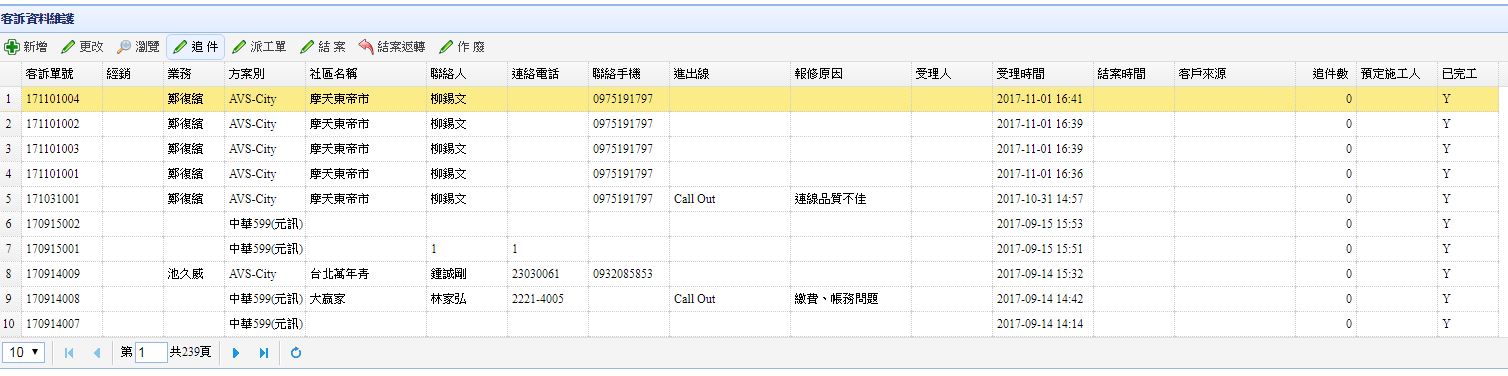 客訴資料維護
新增 更改 瀏覽 追 件 派工單 結 案 結案返轉 作 廢
客訴單號 經銷 業務 方案別 社區名稱 聯絡人 連絡電話 聯絡手機 進出線 報修原因 受理人 受理時間 結案時間 客戶來源 追件數 預定施工人 已完工
1 171101004 鄭復繽 AVS-City 摩天東帝市 柳錫文 0975191797 2017-11-01 16:41 0 Y
2 171101002 鄭復繽 AVS-City 摩天東帝市 柳錫文 0975191797 2017-11-01 16:39 0 Y
3 171101003 鄭復繽 AVS-City 摩天東帝市 柳錫文 0975191797 2017-11-01 16:39 0 Y
4 171101001 鄭復繽 AVS-City 摩天東帝市 柳錫文 0975191797 2017-11-01 16:36 0 Y
5 171031001 鄭復繽 AVS-City 摩天東帝市 柳錫文 0975191797 Call Out 連線品質不佳 2017-10-31 14:57 0 Y
6 170915002 中華599(元訊) 2017-09-15 15:53 0 Y
7 170915001 中華599(元訊) 1 1 2017-09-15 15:51 0 Y
8 170914009 池久威 AVS-City 台北萬年青 鍾誠剛 23030061 0932085853 2017-09-14 15:32 0 Y
9 170914008 中華599(元訊) 大贏家 林家弘 2221-4005 Call Out 繳費、帳務問題 2017-09-14 14:42 0 Y
10 170914007 中華599(元訊) 2017-09-14 14:14 0 Y
10 第 1 共239頁